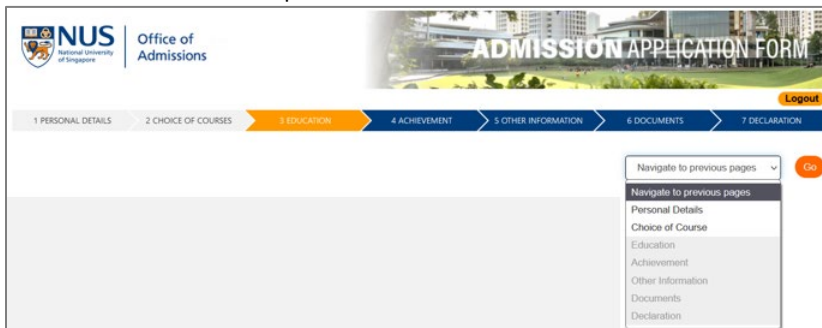 NUS
National University
of Singapore
Office of
Admissions
ADMISSION APPLICATION FORM
Logout
1 PERSONAL DETAILS
2 CHOICE OF COURSES
3 EDUCATION
4 ACHIEVEMENT
5 OTHER INFORMATION
6 DOCUMENTS
7 DECLARATION
Navigate to previous pages
Go
Navigate to previous pages
Personal Details
Choice of Course
Education
Achievement
Other Information
Documents
Declaration